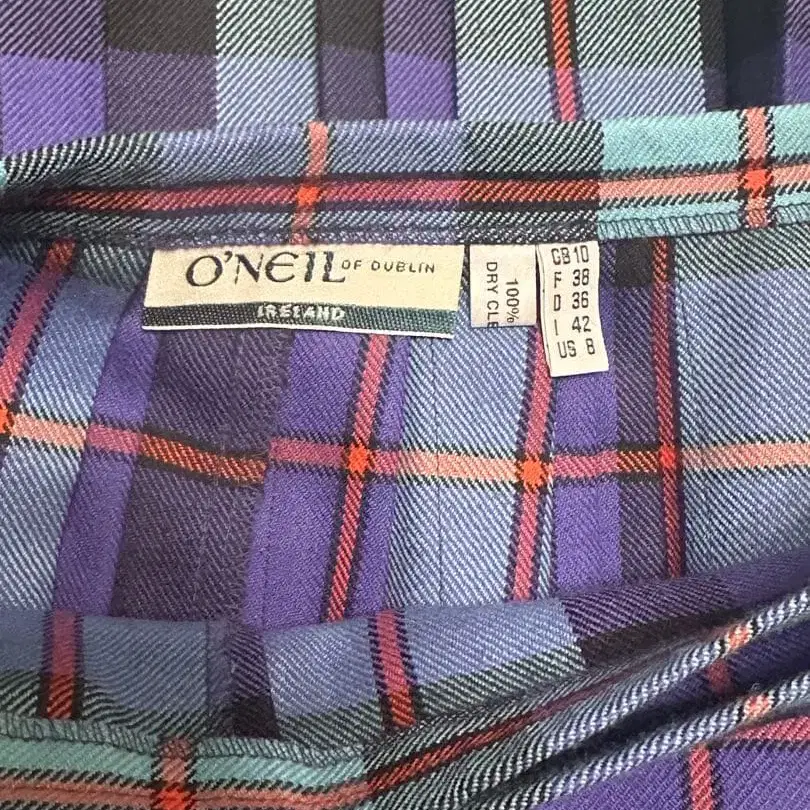 O'NEIL OF DUBLIN
IRELAND
100%
DRY CLE
GB 10
F 38
D 36
I 42
US 8